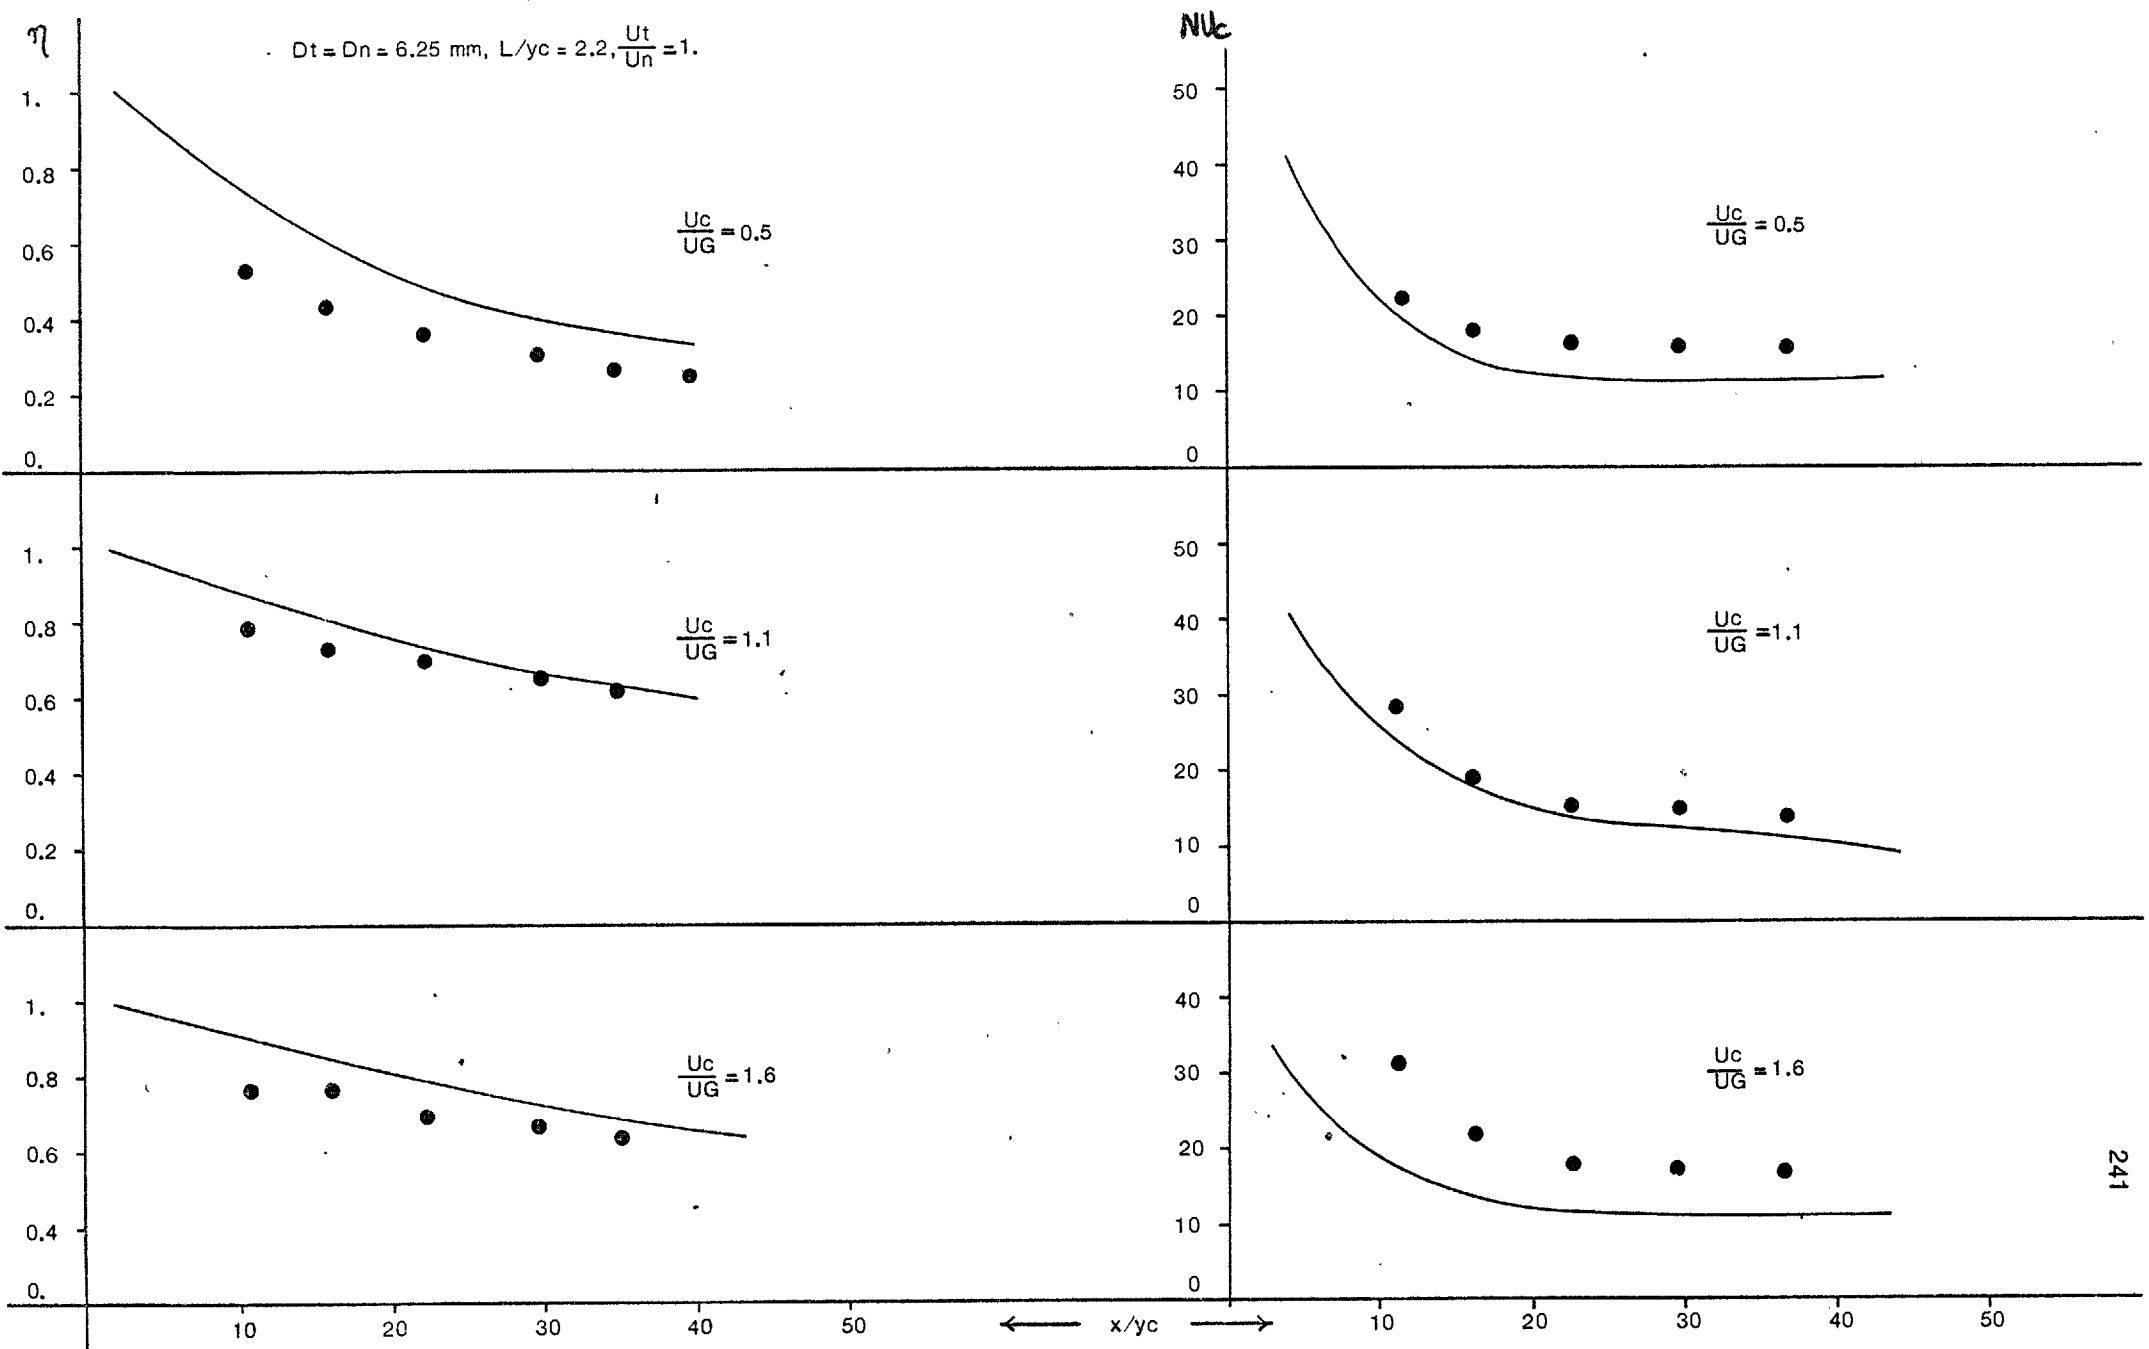 η
Dt = Dn = 6.25 mm, L/yc = 2.2, Ut/Un = 1.
1.
0.8
0.6
0.4
0.2
0.
Uc/UG = 0.5
NUc
50
40
30
20
10
0
Uc/UG = 0.5
1.
0.8
0.6
0.4
0.2
0.
Uc/UG = 1.1
50
40
30
20
10
0
Uc/UG = 1.1
1.
0.8
0.6
0.4
0.
Uc/UG = 1.6
10 20 30 40 50
40
30
20
10
0
Uc/UG = 1.6
x/yc
10 20 30 40 50
241